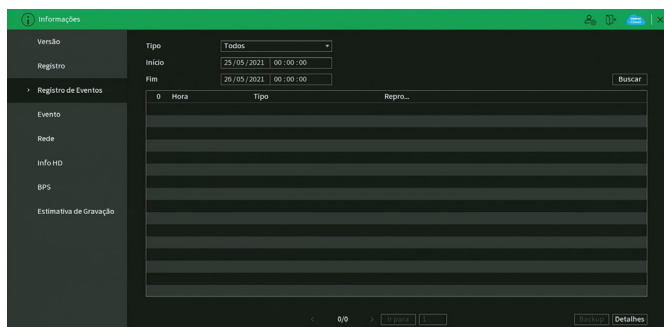 Informações
Versão
Registro
Registro de Eventos
Evento
Rede
Info HD
BPS
Estimativa de Gravação
Tipo Todos
Início 25/05/2021 00:00:00
Fim 26/05/2021 00:00:00
Buscar
0 Hora Tipo Repro...
0/0 Ir para 1
Backup Detalhes